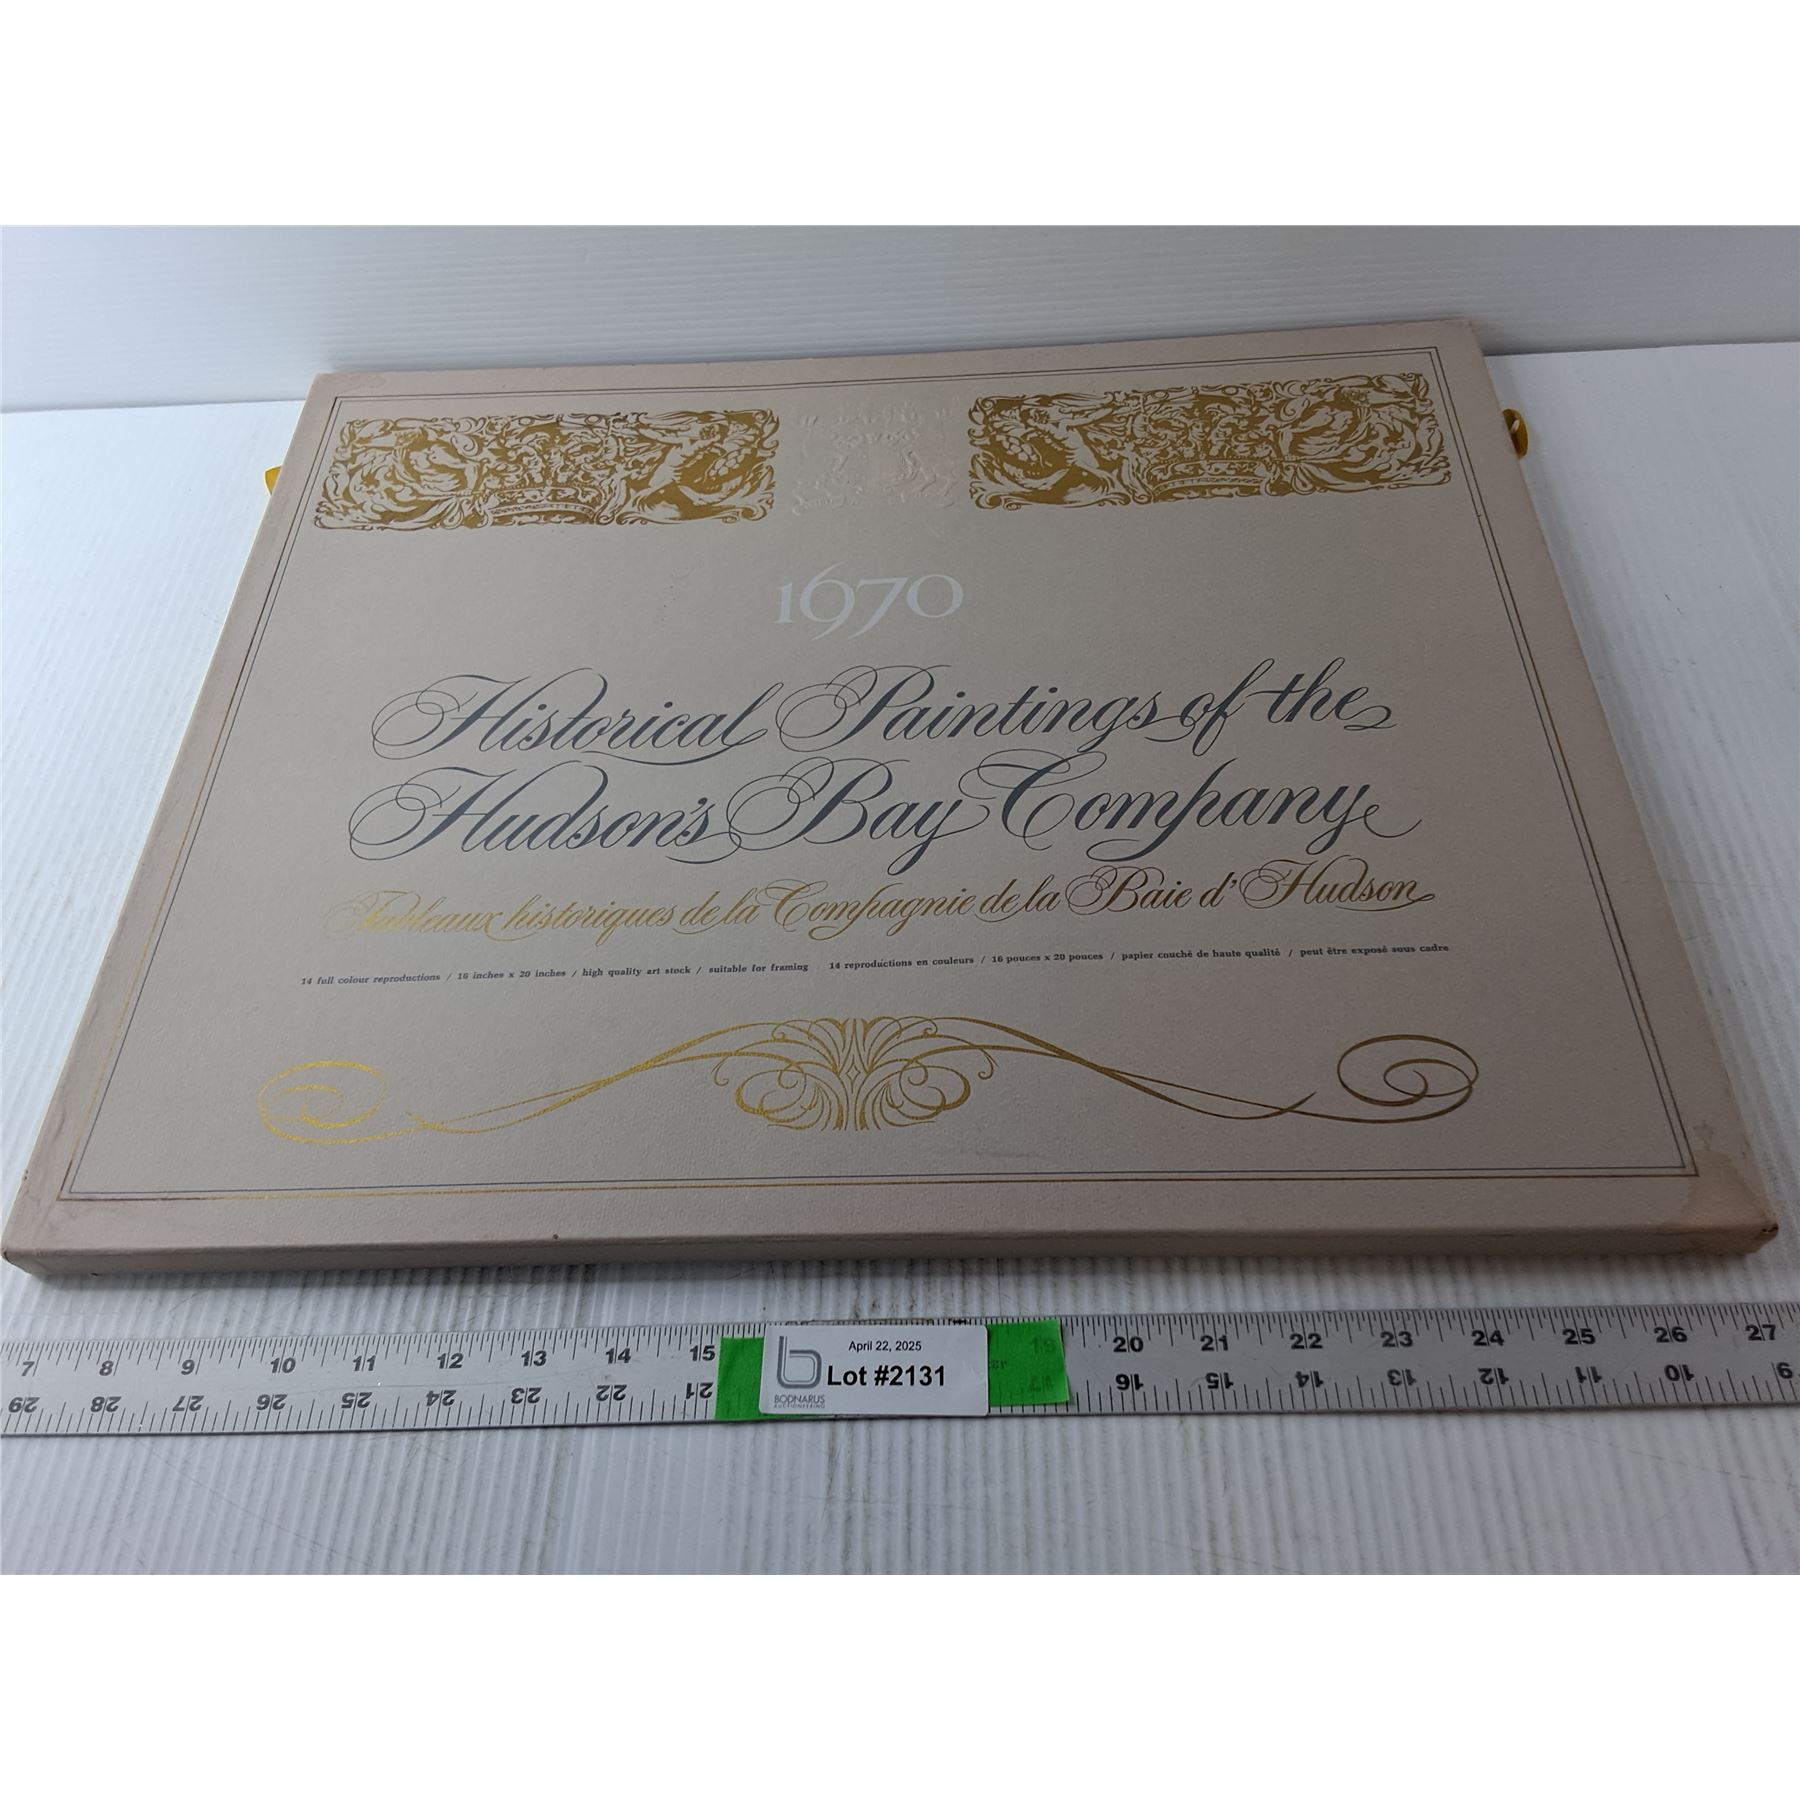 1670
Historical Paintings of the
Hudson's Bay Company
Tableaux historiques de la Compagnie de la Baie d'Hudson
14 full colour reproductions / 16 inches x 20 inches / high quality art stock / suitable for framing 14 reproductions en couleurs / 16 pouces x 20 pouces / papier couché de haute qualité / peut être exposé sous cadre
7 8 9 10 11 12 13 14 15 19 20 21 22 23 24 25 26 27
29 28 27 26 25 24 23 22 21 17 16 15 14 13 12 11 10 9
April 22, 2025
Lot #2131
BODNARUS
AUCTIONEERING